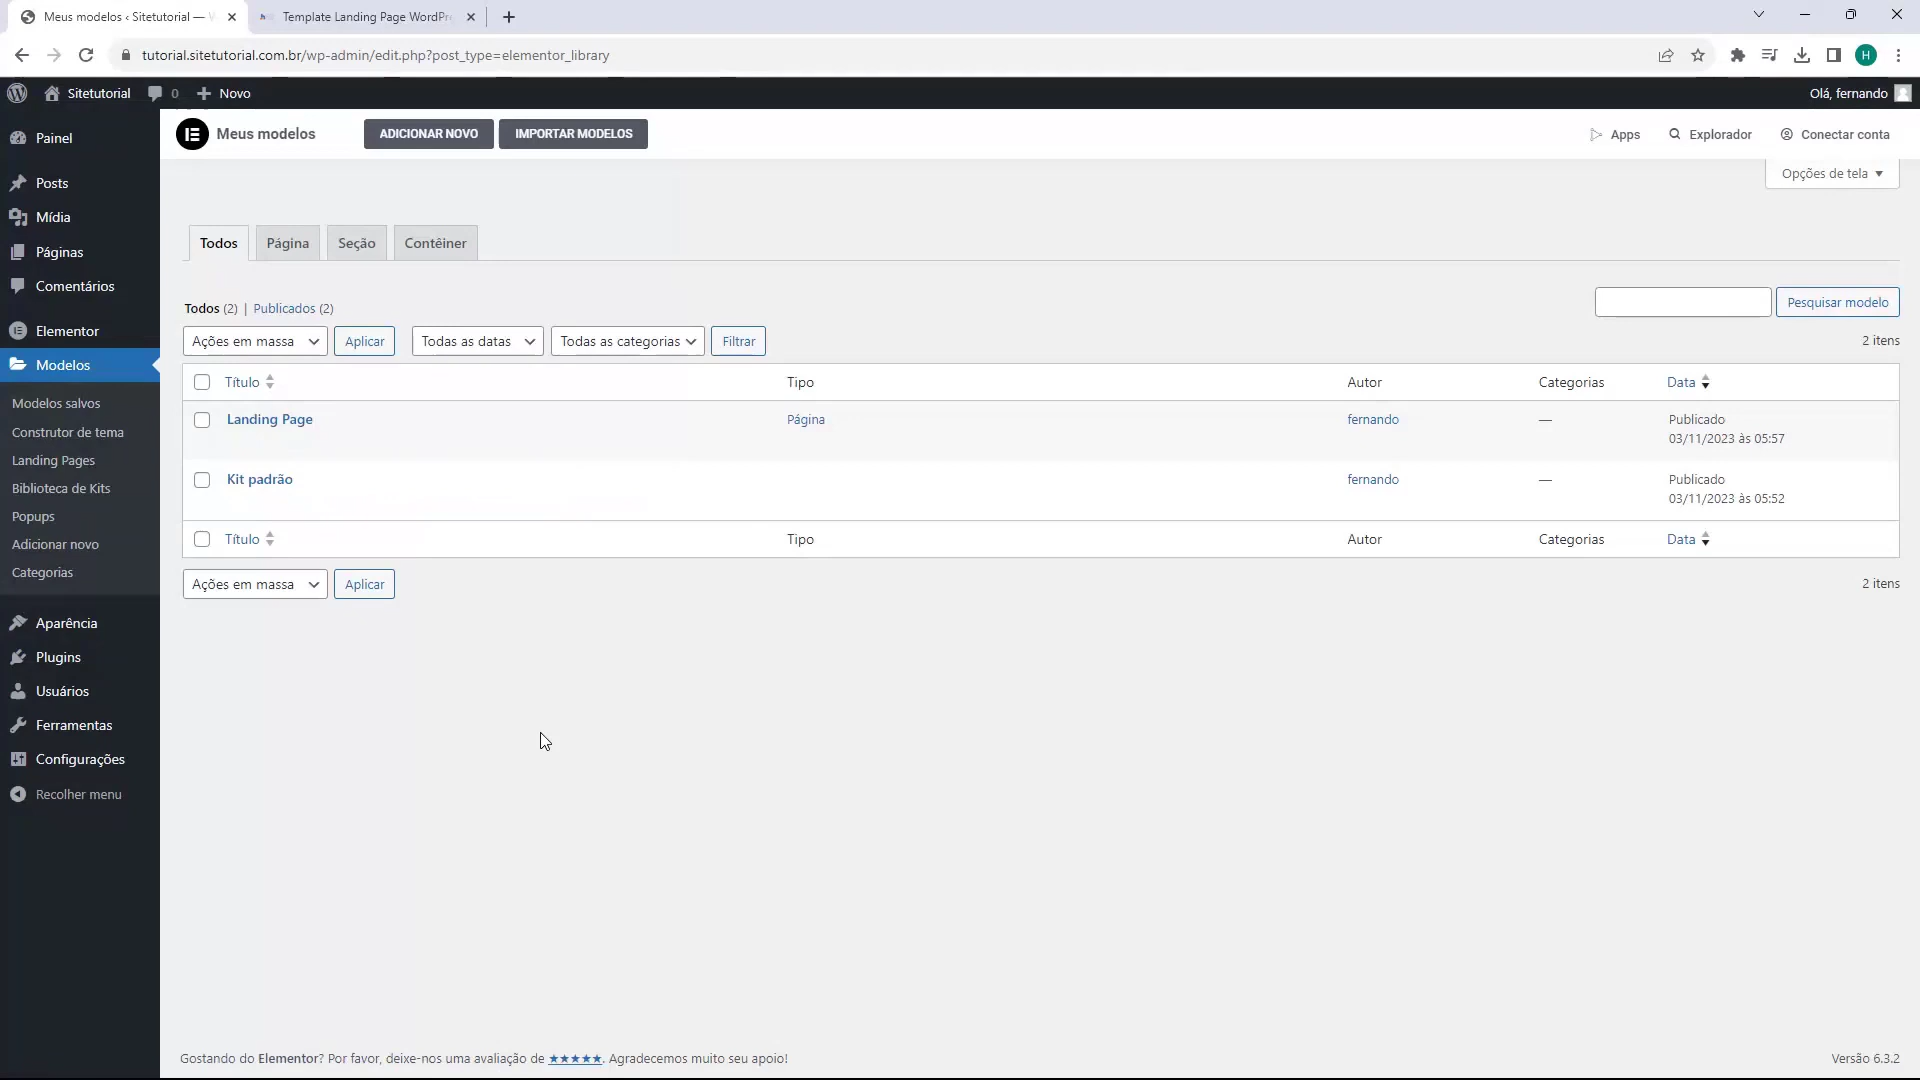 Meus modelos ‹ Sitetutorial —
Template Landing Page WordPr
tutorial.sitetutorial.com.br/wp-admin/edit.php?post_type=elementor_library
H
Sitetutorial
0
Novo
Olá, fernando
Painel
Posts
Mídia
Páginas
Comentários
Elementor
Modelos
Modelos salvos
Construtor de tema
Landing Pages
Biblioteca de Kits
Popups
Adicionar novo
Categorias
Aparência
Plugins
Usuários
Ferramentas
Configurações
Recolher menu
Meus modelos
ADICIONAR NOVO
IMPORTAR MODELOS
Apps
Explorador
Conectar conta
Opções de tela
Todos
Página
Seção
Contêiner
Todos (2) | Publicados (2)
Pesquisar modelo
Ações em massa
Aplicar
Todas as datas
Todas as categorias
Filtrar
2 itens
Título
Tipo
Autor
Categorias
Data
Landing Page
Página
fernando
—
Publicado
03/11/2023 às 05:57
Kit padrão
fernando
—
Publicado
03/11/2023 às 05:52
Título
Tipo
Autor
Categorias
Data
Ações em massa
Aplicar
2 itens
Gostando do Elementor? Por favor, deixe-nos uma avaliação de ★★★★★. Agradecemos muito seu apoio!
Versão 6.3.2